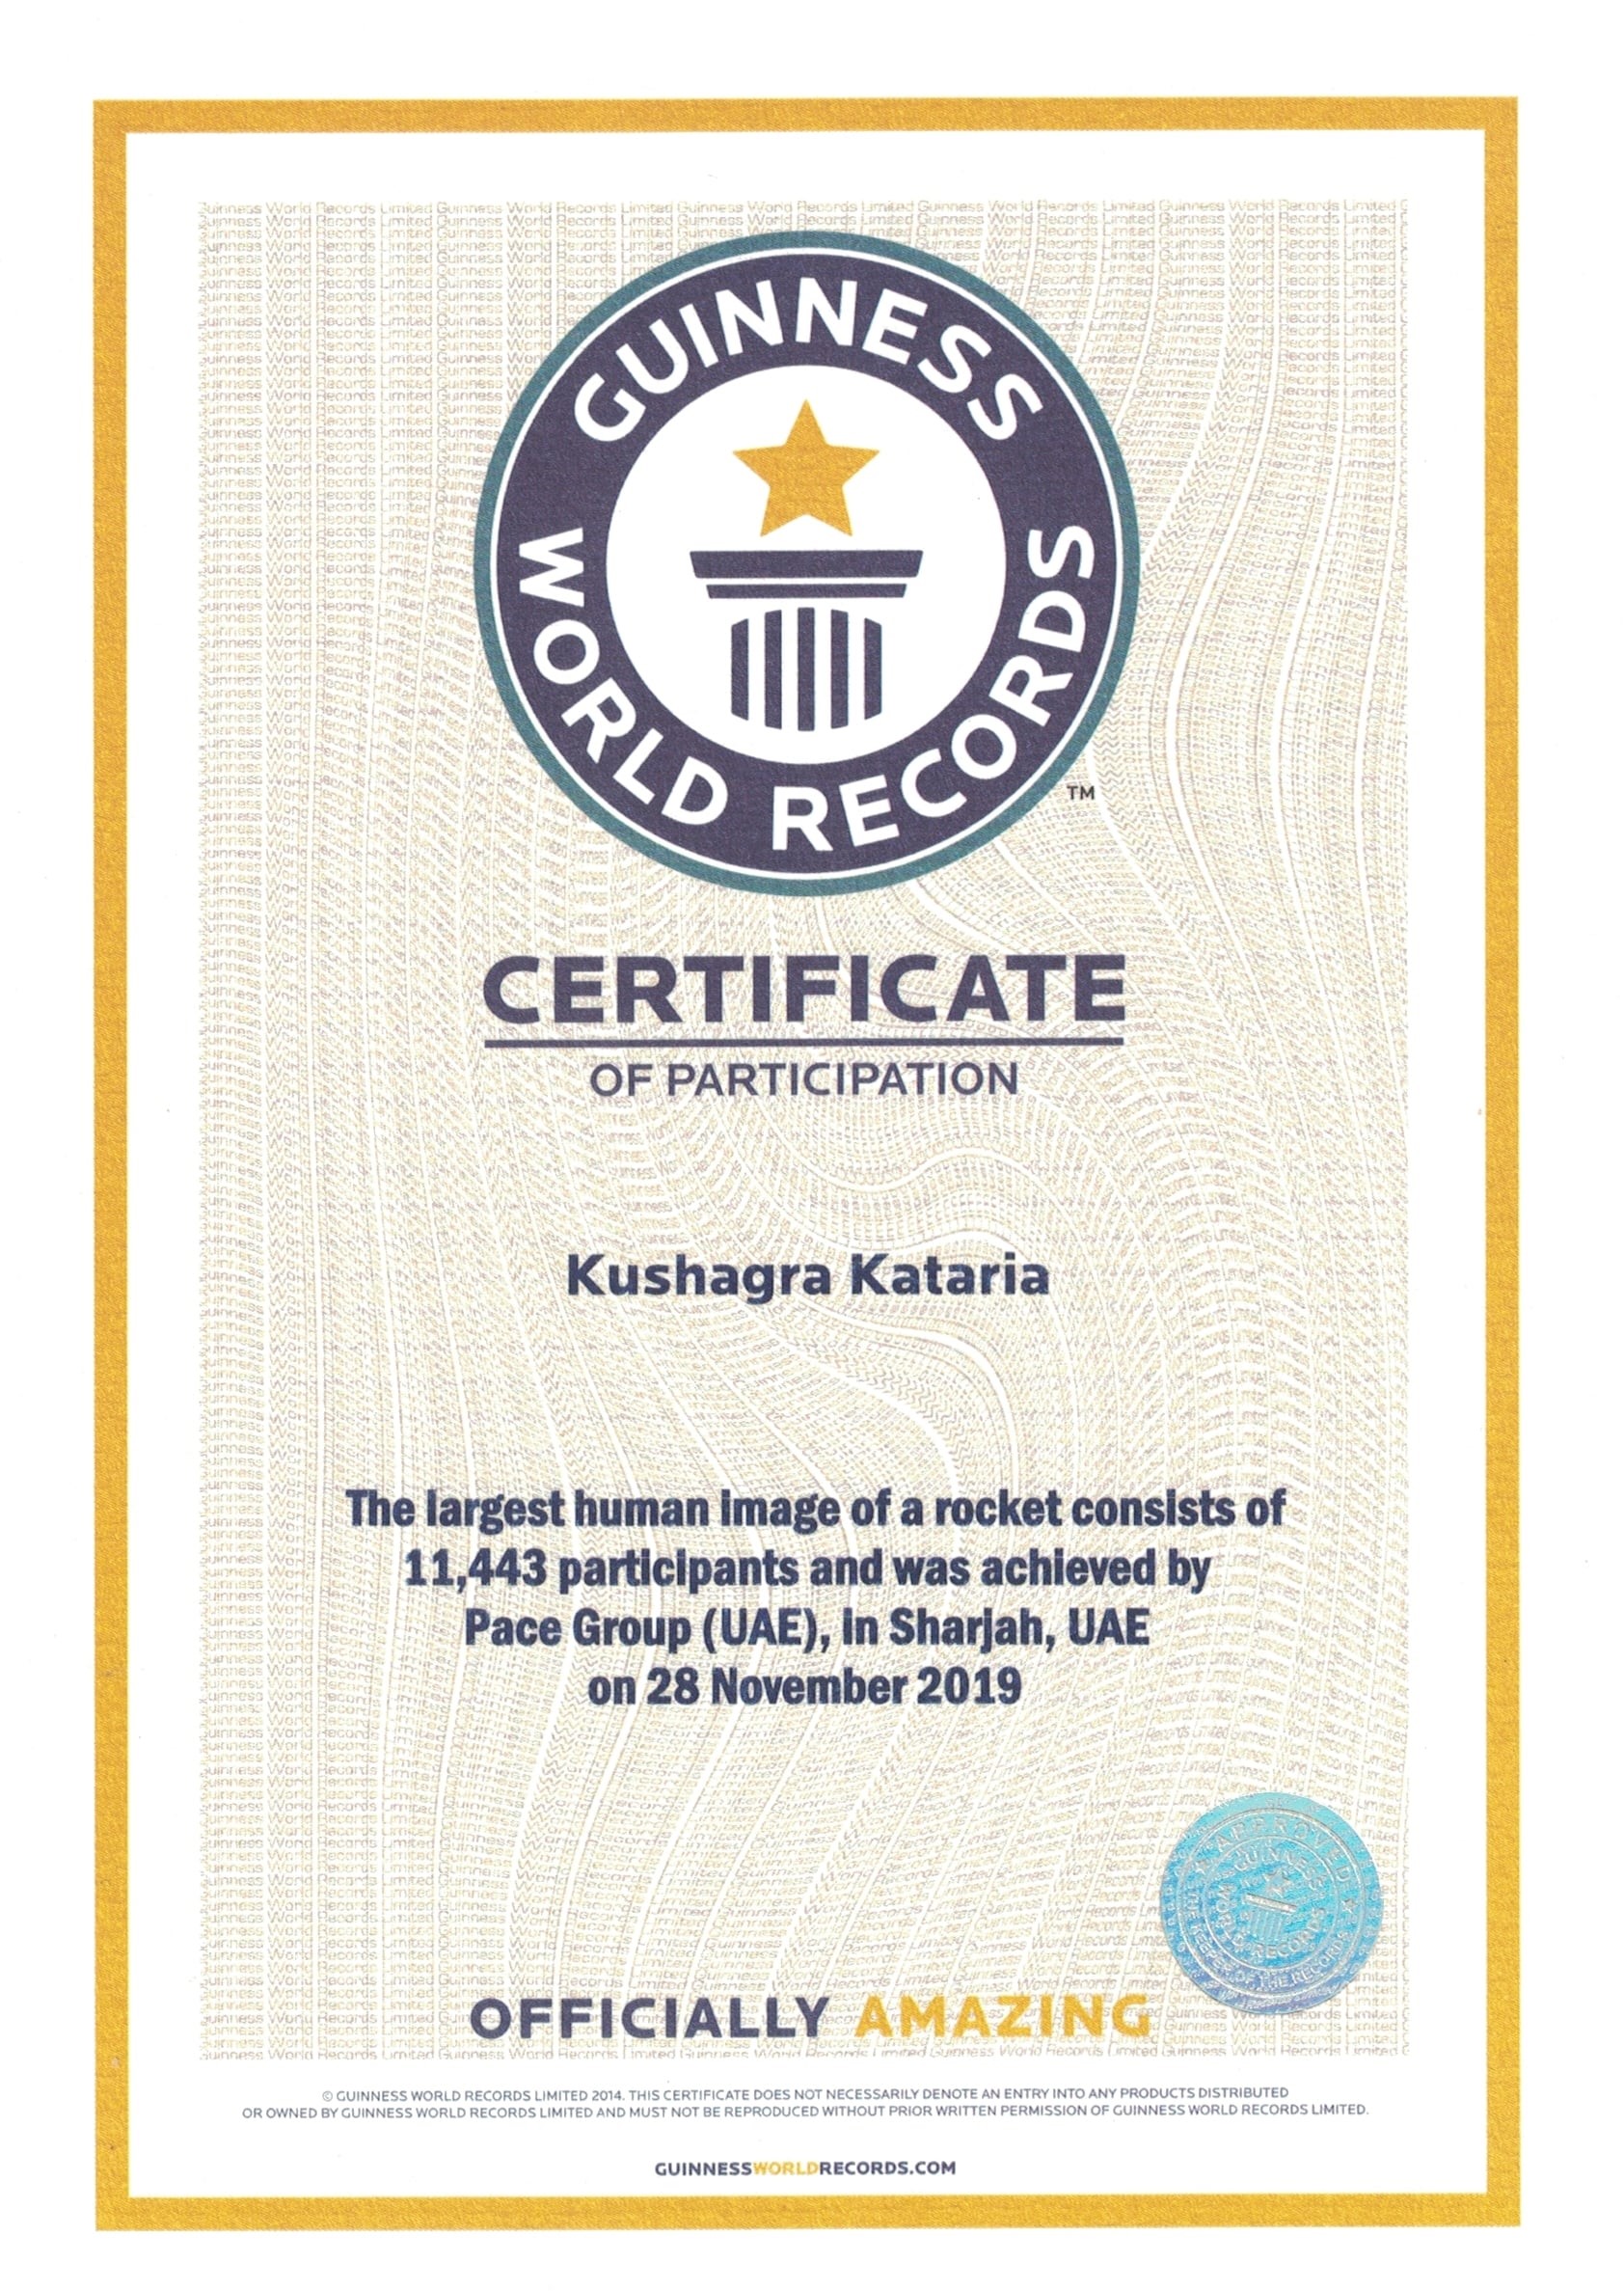 GUINNESS
WORLD RECORDS
TM
CERTIFICATE
OF PARTICIPATION
Kushagra Kataria
The largest human image of a rocket consists of
11,443 participants and was achieved by
Pace Group (UAE), in Sharjah, UAE
on 28 November 2019
APPROVED
GUINNESS
WORLD RECORDS
THE KEEPER OF THE RECORDS
OFFICIALLY AMAZING
© GUINNESS WORLD RECORDS LIMITED 2014. THIS CERTIFICATE DOES NOT NECESSARILY DENOTE AN ENTRY INTO ANY PRODUCTS DISTRIBUTED
OR OWNED BY GUINNESS WORLD RECORDS LIMITED AND MUST NOT BE REPRODUCED WITHOUT PRIOR WRITTEN PERMISSION OF GUINNESS WORLD RECORDS LIMITED.
GUINNESSWORLDRECORDS.COM